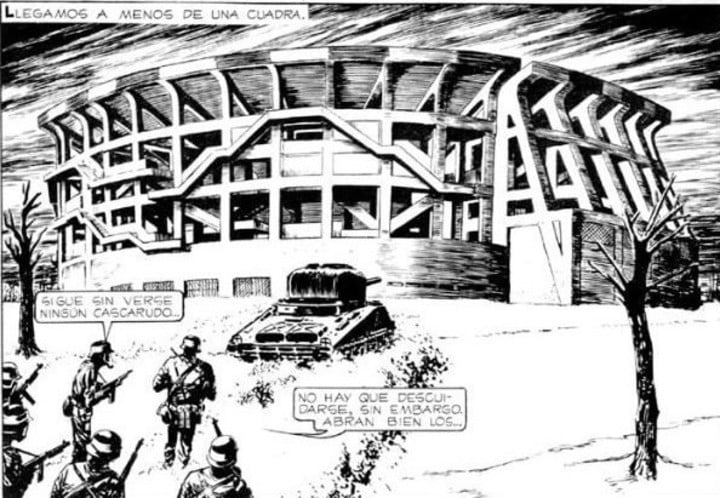 LLEGAMOS A MENOS DE UNA CUADRA.
SIGUE SIN VERSE
NINGÚN CASCARUDO...
NO HAY QUE DESCUI-
DARSE, SIN EMBARGO.
ABRAN BIEN LOS...